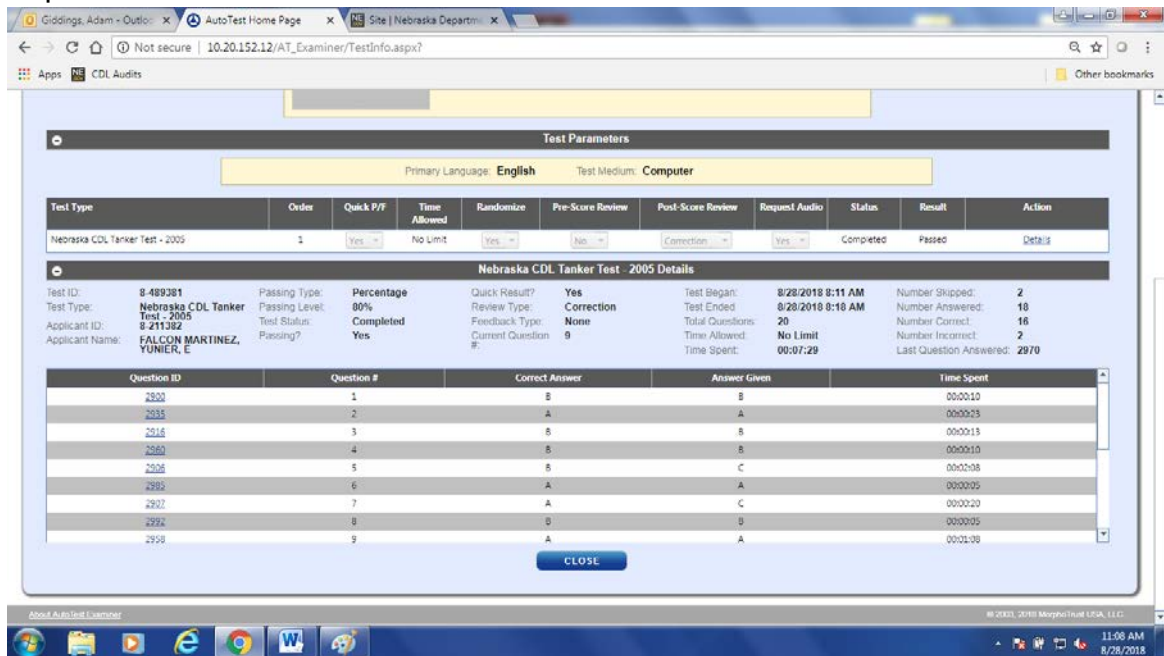 Giddings, Adam - Outloo
AutoTest Home Page
Site | Nebraska Departme
Not secure | 10.20.152.12/AT_Examiner/TestInfo.aspx?
Apps CDL Audits Other bookmarks
Test Parameters
Primary Language: English Test Medium: Computer
Test Type Order Quick P/F Time Allowed Randomize Pre-Score Review Post-Score Review Request Audio Status Result Action
Nebraska CDL Tanker Test - 2005 1 Yes No Limit Yes No Correction Yes Completed Passed Details
Nebraska CDL Tanker Test - 2005 Details
Test ID: 8-489381 Passing Type: Percentage Quick Result? Yes Test Began: 8/28/2018 8:11 AM Number Skipped: 2
Test Type: Nebraska CDL Tanker Test - 2005 Passing Level: 80% Review Type: Correction Test Ended 8/28/2018 8:18 AM Number Answered: 18
Applicant ID: 8-211382 Test Status: Completed Feedback Type: None Total Questions: 20 Number Correct: 16
Applicant Name: FALCON MARTINEZ, YUNIER, E Passing? Yes Current Question #: 9 Time Allowed: No Limit Number Incorrect: 2
Time Spent: 00:07:29 Last Question Answered: 2970
Question ID Question # Correct Answer Answer Given Time Spent
2900 1 B B 00:00:10
2935 2 A A 00:00:23
2916 3 B B 00:00:13
2960 4 B B 00:00:10
2906 5 B C 00:02:08
2985 6 A A 00:00:05
2907 7 A C 00:00:20
2992 8 B B 00:00:05
2958 9 A A 00:01:08
CLOSE
About AutoTest Examiner © 2003, 2018 MorphoTrust USA, LLC.
11:08 AM
8/28/2018